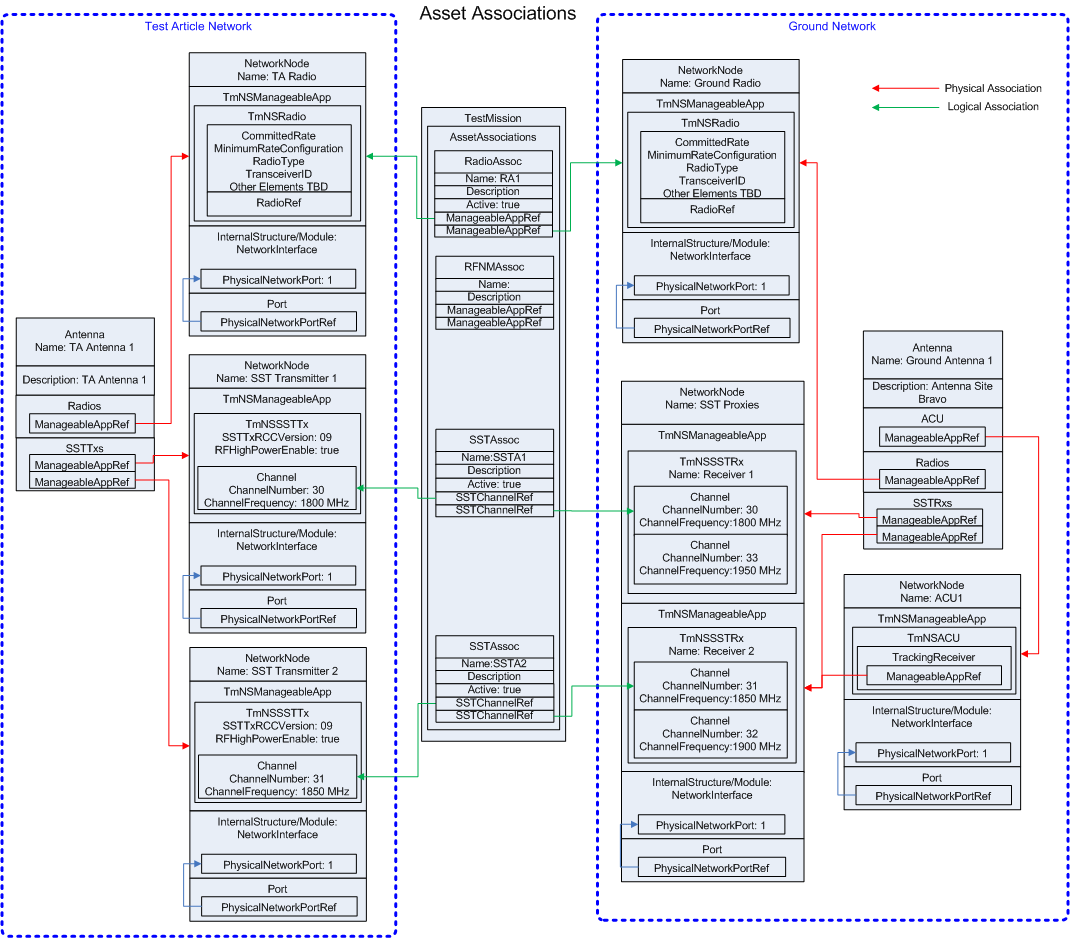 Asset Associations
Test Article Network
NetworkNode
Name: TA Radio
TmNSManageableApp
TmNSRadio
CommittedRate
MinimumRateConfiguration
RadioType
TransceiverID
Other Elements TBD
RadioRef
InternalStructure/Module:
NetworkInterface
PhysicalNetworkPort: 1
Port
PhysicalNetworkPortRef
Antenna
Name: TA Antenna 1
Description: TA Antenna 1
Radios
ManageableAppRef
SSTTxs
ManageableAppRef
ManageableAppRef
NetworkNode
Name: SST Transmitter 1
TmNSManageableApp
TmNSSSTTx
SSTTxRCCVersion: 09
RFHighPowerEnable: true
Channel
ChannelNumber: 30
ChannelFrequency: 1800 MHz
InternalStructure/Module:
NetworkInterface
PhysicalNetworkPort: 1
Port
PhysicalNetworkPortRef
NetworkNode
Name: SST Transmitter 2
TmNSManageableApp
TmNSSSTTx
SSTTxRCCVersion: 09
RFHighPowerEnable: true
Channel
ChannelNumber: 31
ChannelFrequency: 1850 MHz
InternalStructure/Module:
NetworkInterface
PhysicalNetworkPort: 1
Port
PhysicalNetworkPortRef
TestMission
AssetAssociations
RadioAssoc
Name: RA1
Description
Active: true
ManageableAppRef
ManageableAppRef
RFNMAssoc
Name:
Description
ManageableAppRef
ManageableAppRef
SSTAssoc
Name:SSTA1
Description
Active: true
SSTChannelRef
SSTChannelRef
SSTAssoc
Name:SSTA2
Description
Active: true
SSTChannelRef
SSTChannelRef
Ground Network
Physical Association
Logical Association
NetworkNode
Name: Ground Radio
TmNSManageableApp
TmNSRadio
CommittedRate
MinimumRateConfiguration
RadioType
TransceiverID
Other Elements TBD
RadioRef
InternalStructure/Module:
NetworkInterface
PhysicalNetworkPort: 1
Port
PhysicalNetworkPortRef
NetworkNode
Name: SST Proxies
TmNSManageableApp
TmNSSSTRx
Name: Receiver 1
Channel
ChannelNumber: 30
ChannelFrequency:1800 MHz
Channel
ChannelNumber: 33
ChannelFrequency:1950 MHz
TmNSManageableApp
TmNSSSTRx
Name: Receiver 2
Channel
ChannelNumber: 31
ChannelFrequency:1850 MHz
Channel
ChannelNumber: 32
ChannelFrequency:1900 MHz
InternalStructure/Module:
NetworkInterface
PhysicalNetworkPort: 1
Port
PhysicalNetworkPortRef
Antenna
Name: Ground Antenna 1
Description: Antenna Site
Bravo
ACU
ManageableAppRef
Radios
ManageableAppRef
SSTRxs
ManageableAppRef
ManageableAppRef
NetworkNode
Name: ACU1
TmNSManageableApp
TmNSACU
TrackingReceiver
ManageableAppRef
InternalStructure/Module:
NetworkInterface
PhysicalNetworkPort: 1
Port
PhysicalNetworkPortRef